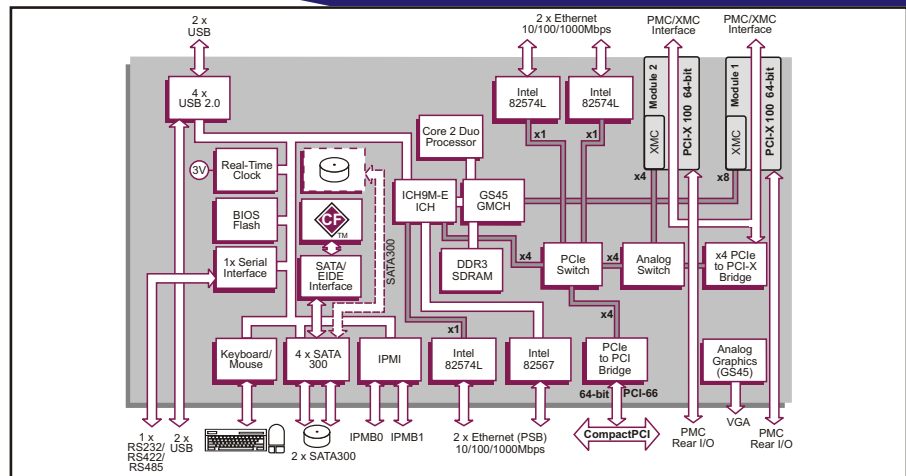 2 x
USB
2 x Ethernet
10/100/1000Mbps
PMC/XMC
Interface
PMC/XMC
Interface
4 x
USB 2.0
Intel
82574L
Intel
82574L
Module 2
XMC
PCI-X 100 64-bit
Module 1
XMC
PCI-X 100 64-bit
x1
x1
x4
x8
Core 2 Duo
Processor
3V
Real-Time
Clock
ICH9M-E
ICH
GS45
GMCH
BIOS
Flash
CF
TM
SATA300
1x Serial
Interface
SATA/
EIDE
Interface
DDR3
SDRAM
x4
PCIe
Switch
x4
Analog
Switch
x4 PCIe
to PCI-X
Bridge
x1
x4
Keyboard/
Mouse
4 x SATA
300
IPMI
Intel
82574L
Intel
82567
PCIe
to PCI
Bridge
Analog
Graphics
(GS45)
64-bit
PCI-66
1 x
RS232/
RS422/
RS485
2 x
USB
2 x SATA300
IPMB0
IPMB1
2 x Ethernet (PSB)
10/100/1000Mbps
CompactPCI
PMC
Rear I/O
VGA
PMC
Rear I/O